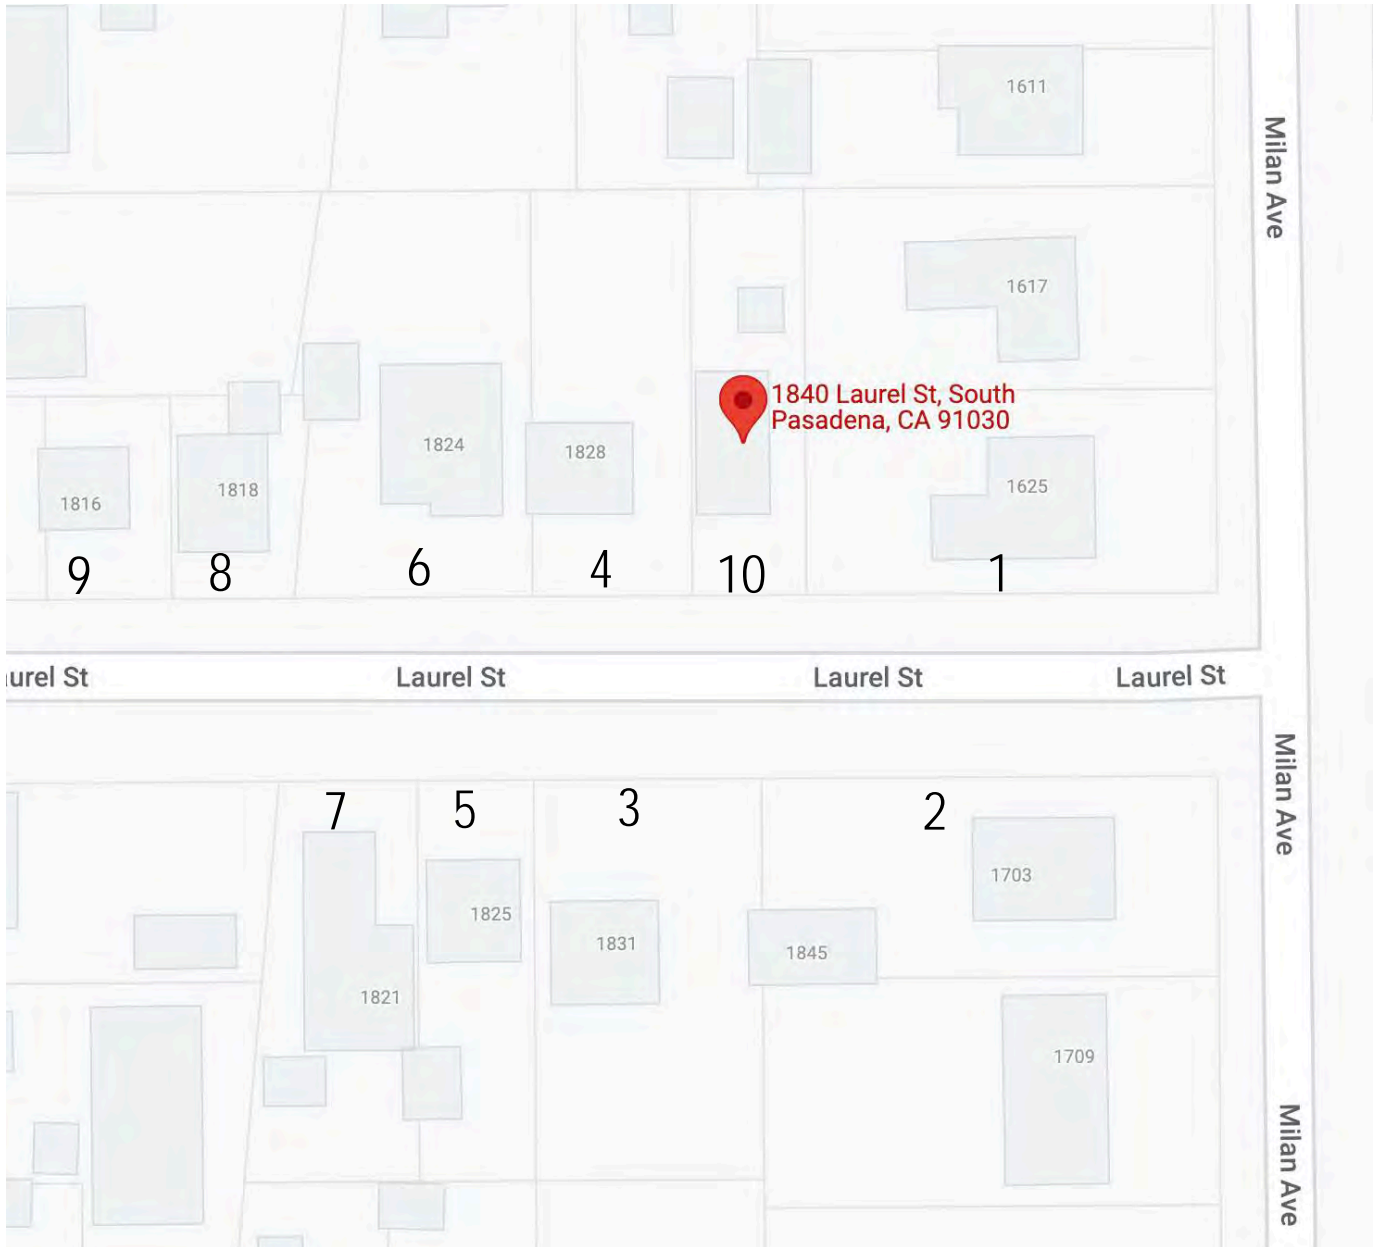 1611
Milan Ave
1617
1840 Laurel St, South
Pasadena, CA 91030
1824
1828
1818
1816
1625
9
8
6
4
10
1
urel St
Laurel St
Laurel St
Laurel St
Milan Ave
7
5
3
2
1703
1825
1831
1845
1821
1709
Milan Ave